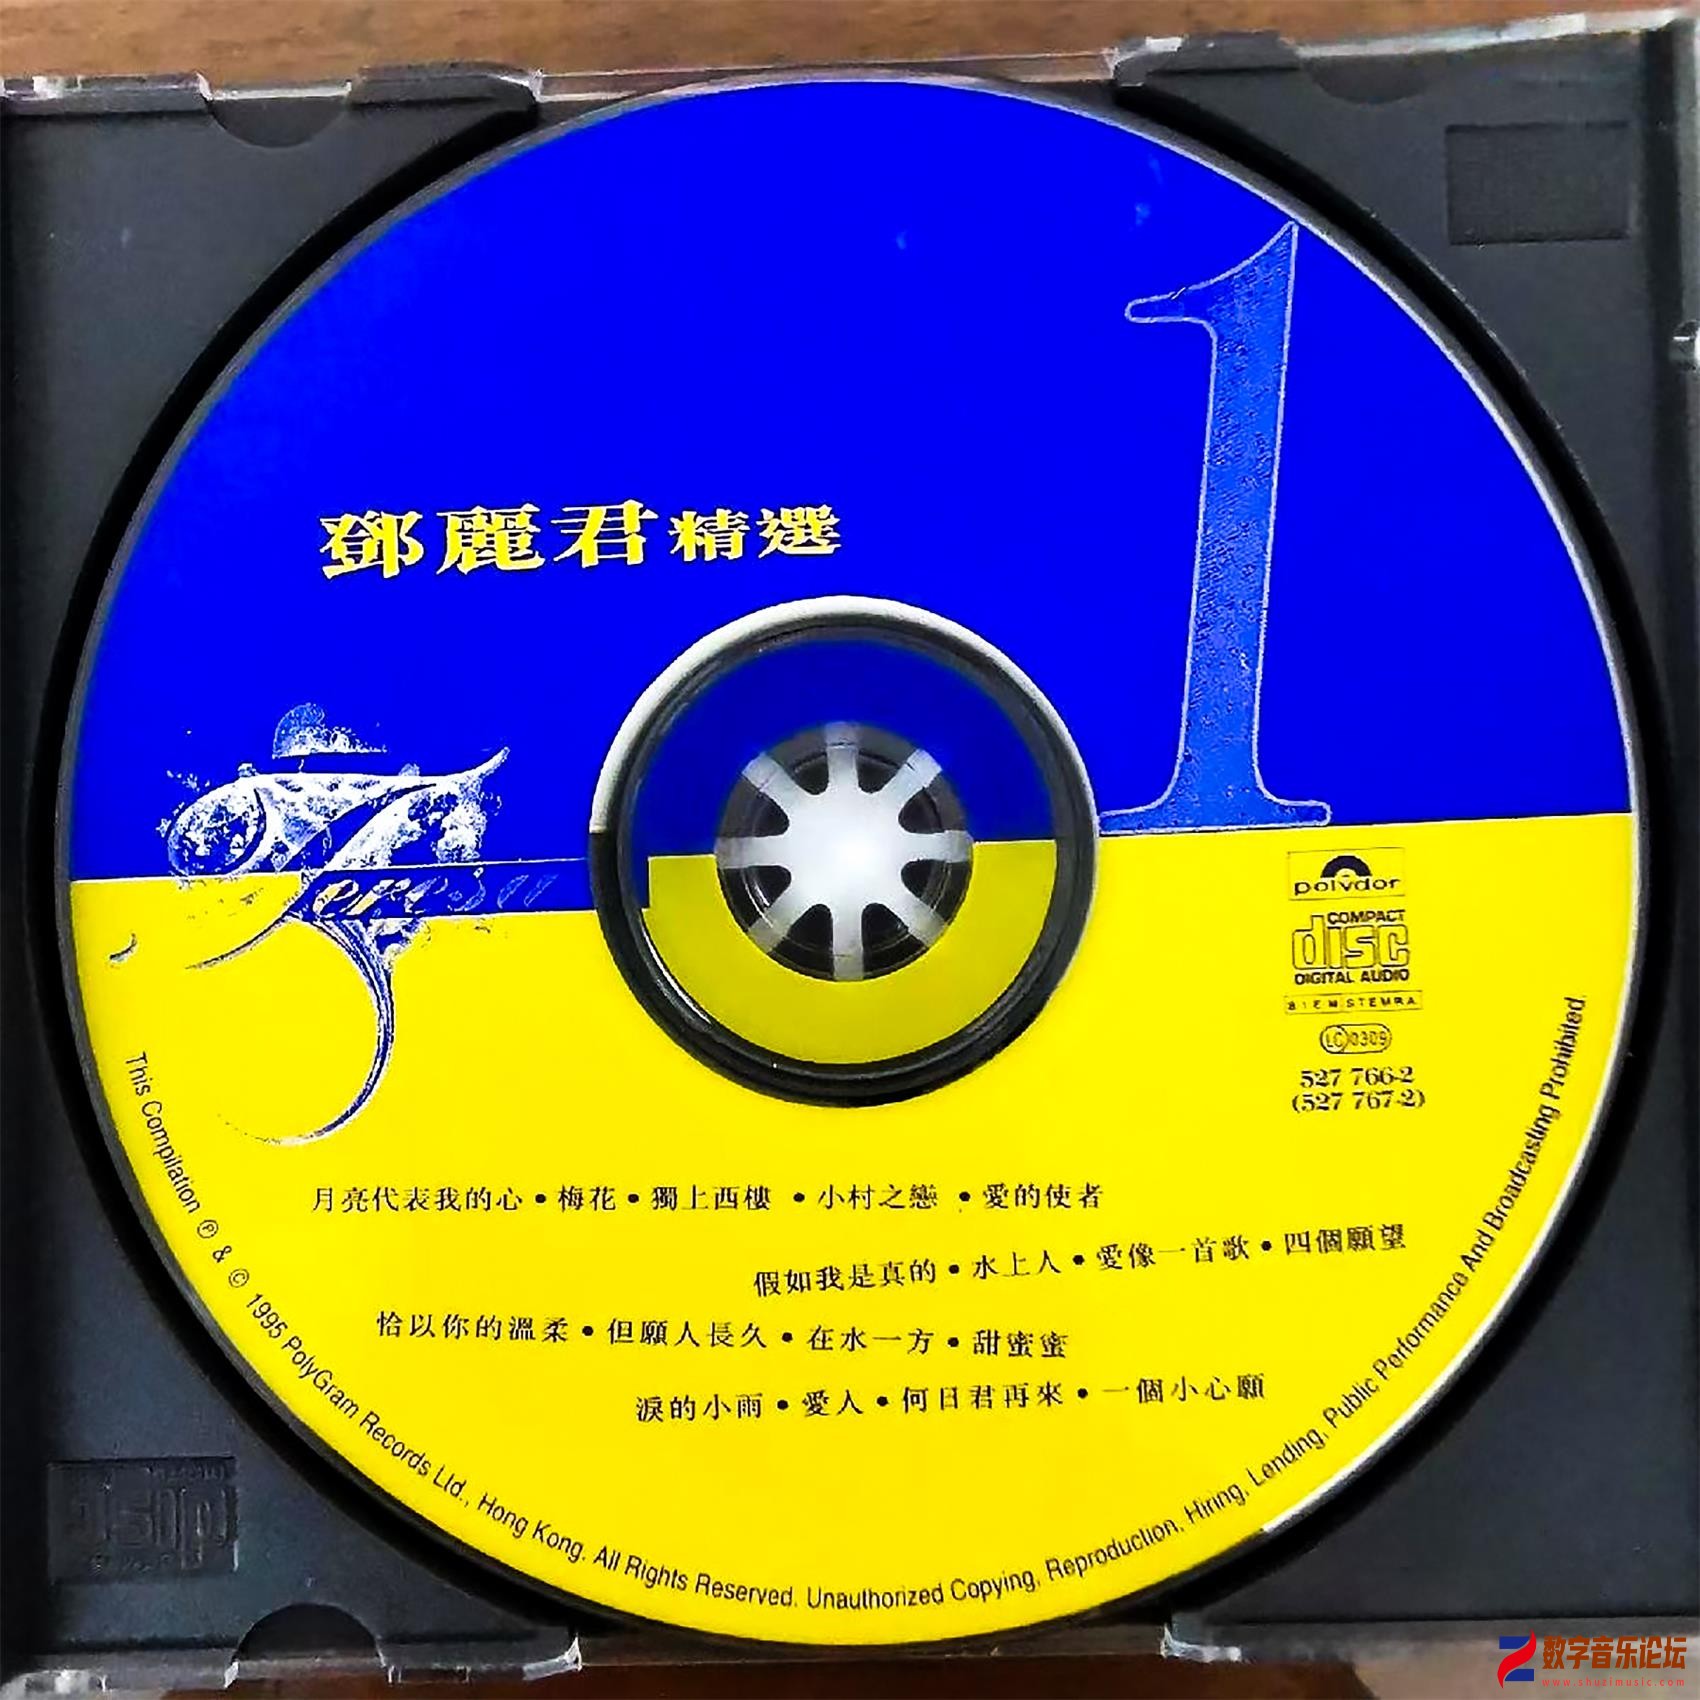 鄧麗君精選
1
Teresa
polydor
COMPACT
disc
DIGITAL AUDIO
BIEM STEMRA
LC 0309
527 766-2
(527 767-2)
月亮代表我的心•梅花•獨上西樓•小村之戀•愛的使者
假如我是真的•水上人•愛像一首歌•四個願望
恰以你的溫柔•但願人長久•在水一方•甜蜜蜜
淚的小雨•愛人•何日君再來•一個小心願
This Compilation ℗ & © 1995 PolyGram Records Ltd., Hong Kong. All Rights Reserved. Unauthorized Copying, Reproduction, Hiring, Lending, Public Performance And Broadcasting Prohibited.
disc
数字音乐论坛
www.shuzimusic.com